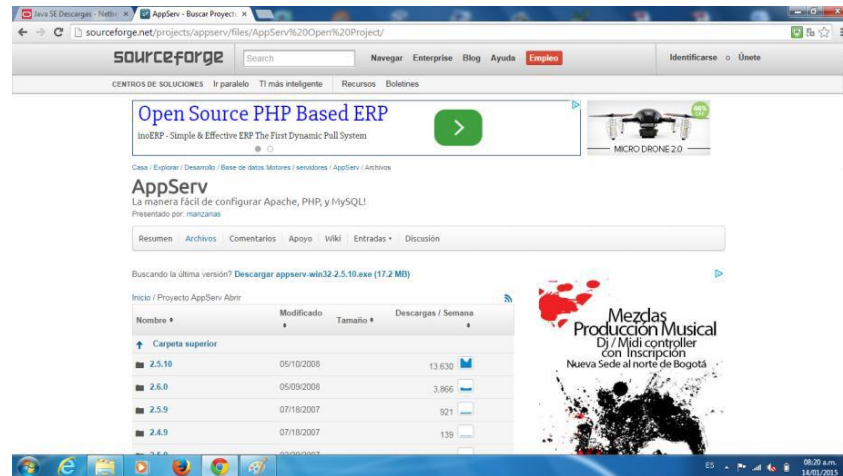 Java SE Descargas - Netbe
AppServ - Buscar Proyect
sourceforge.net/projects/appserv/files/AppServ%20Open%20Project/
sourceforge
Search
Navegar Enterprise Blog Ayuda Empleo
Identificarse o Únete
CENTROS DE SOLUCIONES Ir paralelo TI más inteligente Recursos Boletines
Open Source PHP Based ERP
inoERP - Simple & Effective ERP The First Dynamic Pull System
MICRO DRONE 2.0
Casa / Explorar / Desarrollo / Base de datos Motores / servidores / AppServ / Archivos
AppServ
La manera fácil de configurar Apache, PHP, y MySQL!
Presentado por: manzanas
Resumen Archivos Comentarios Apoyo Wiki Entradas Discusión
Buscando la última versión? Descargar appserv-win32-2.5.10.exe (17.2 MB)
Inicio / Proyecto AppServ Abrir
Nombre Modificado Tamaño Descargas / Semana
Carpeta superior
2.5.10 05/10/2008 13,630
2.6.0 05/09/2008 3,866
2.5.9 07/18/2007 921
2.4.9 07/18/2007 139
Mezclas
Producción Musical
Dj / Midi controller
con Inscripción
Nueva Sede al norte de Bogotá
ES
08:20 a.m.
14/01/2015